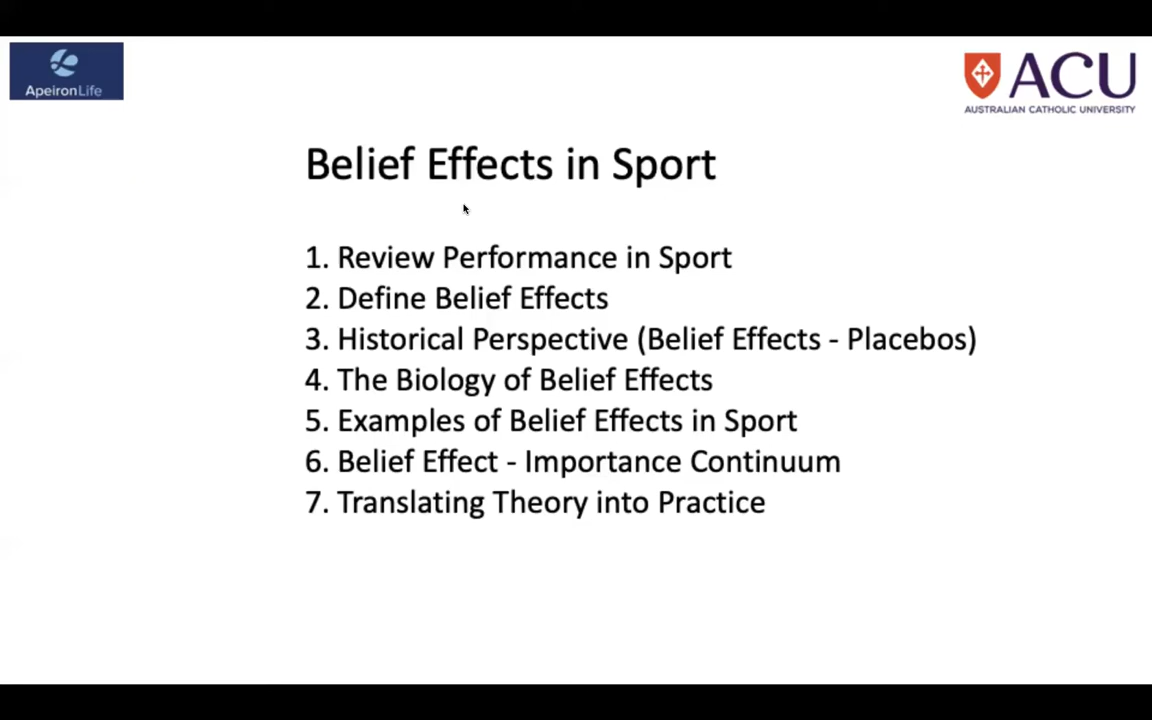 ApeironLife
ACU
AUSTRALIAN CATHOLIC UNIVERSITY
Belief Effects in Sport
1. Review Performance in Sport
2. Define Belief Effects
3. Historical Perspective (Belief Effects - Placebos)
4. The Biology of Belief Effects
5. Examples of Belief Effects in Sport
6. Belief Effect - Importance Continuum
7. Translating Theory into Practice